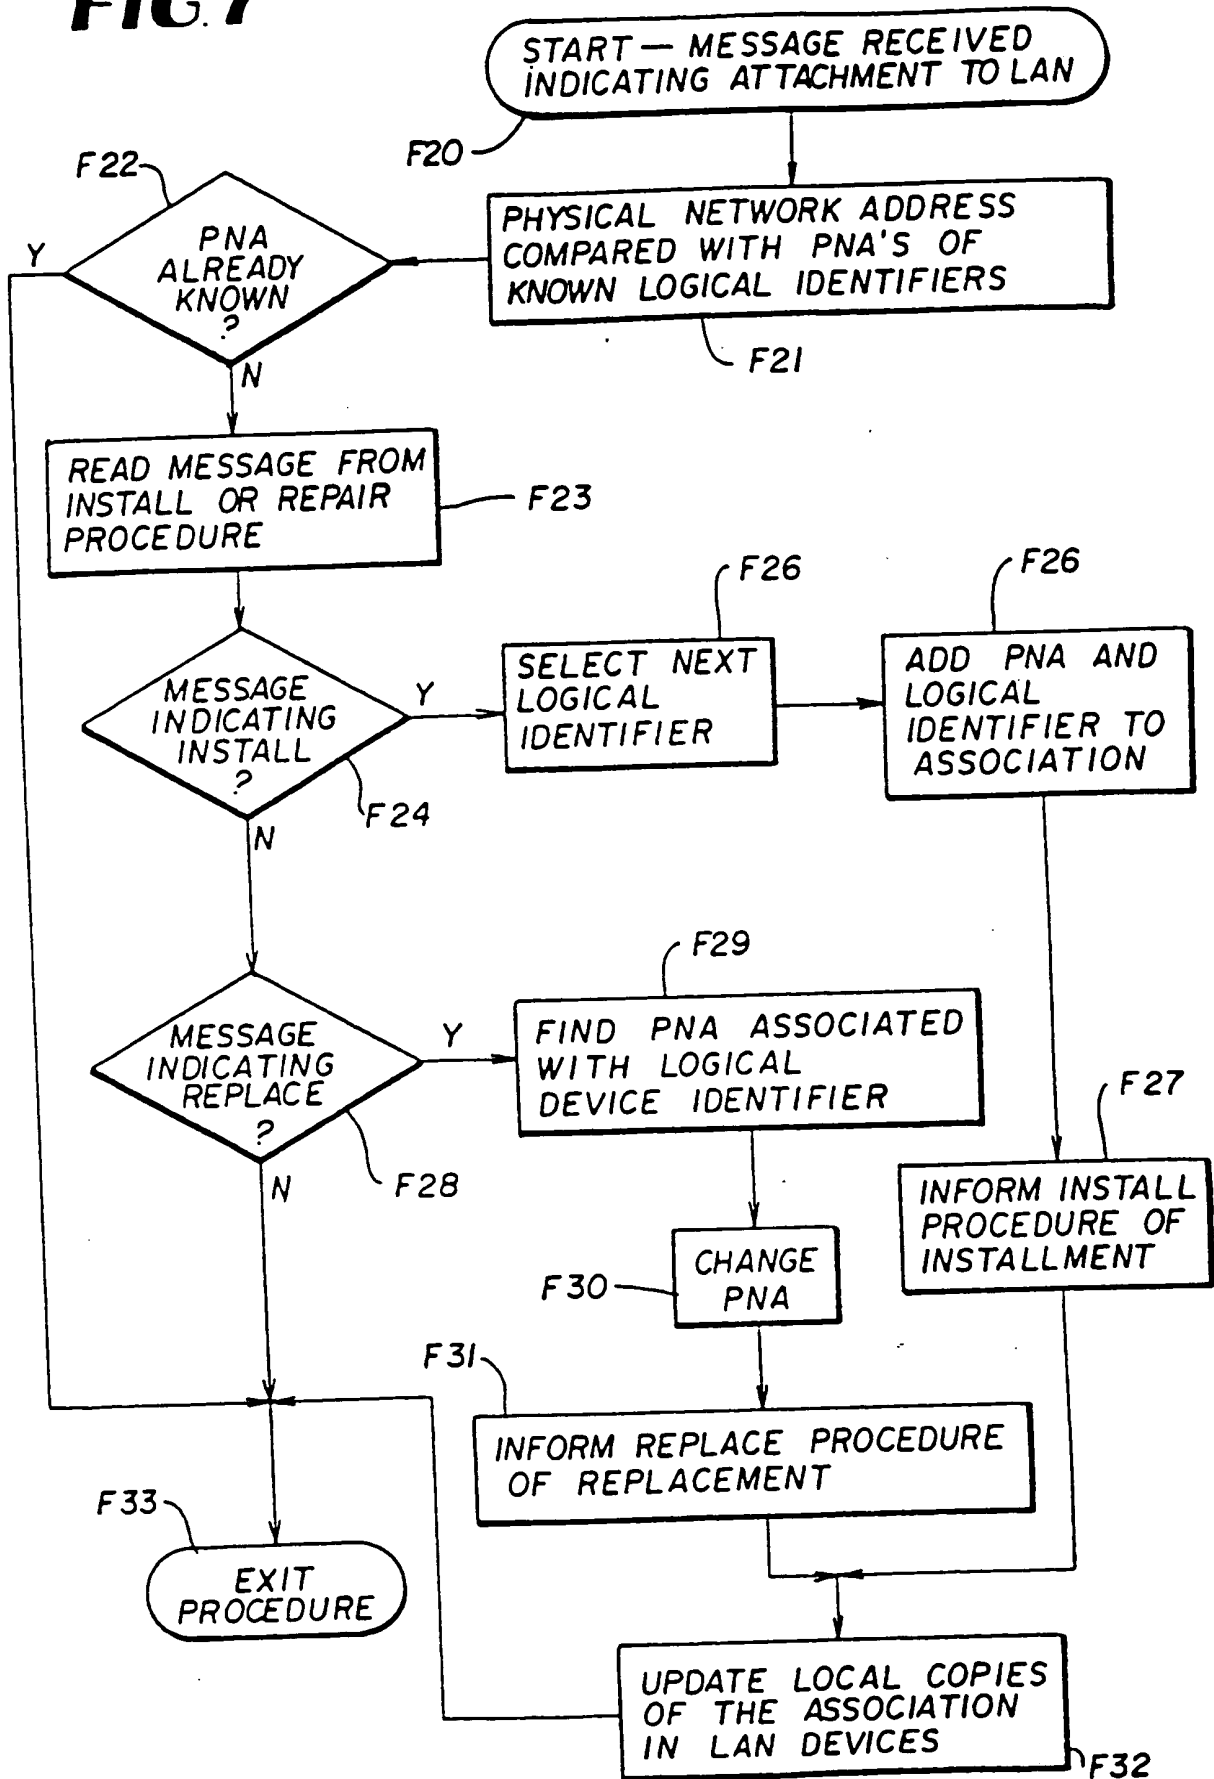 FIG. 7
START — MESSAGE RECEIVED
INDICATING ATTACHMENT TO LAN
F20
F22
PHYSICAL NETWORK ADDRESS
COMPARED WITH PNA'S OF
KNOWN LOGICAL IDENTIFIERS
F21
Y
PNA
ALREADY
KNOWN
?
N
READ MESSAGE FROM
INSTALL OR REPAIR
PROCEDURE
F23
MESSAGE
INDICATING
INSTALL
?
F24
Y
N
F26
SELECT NEXT
LOGICAL
IDENTIFIER
F26
ADD PNA AND
LOGICAL
IDENTIFIER TO
ASSOCIATION
MESSAGE
INDICATING
REPLACE
?
F28
Y
N
F29
FIND PNA ASSOCIATED
WITH LOGICAL
DEVICE IDENTIFIER
F27
INFORM INSTALL
PROCEDURE OF
INSTALLMENT
F30
CHANGE
PNA
F31
INFORM REPLACE PROCEDURE
OF REPLACEMENT
F33
EXIT
PROCEDURE
UPDATE LOCAL COPIES
OF THE ASSOCIATION
IN LAN DEVICES
F32